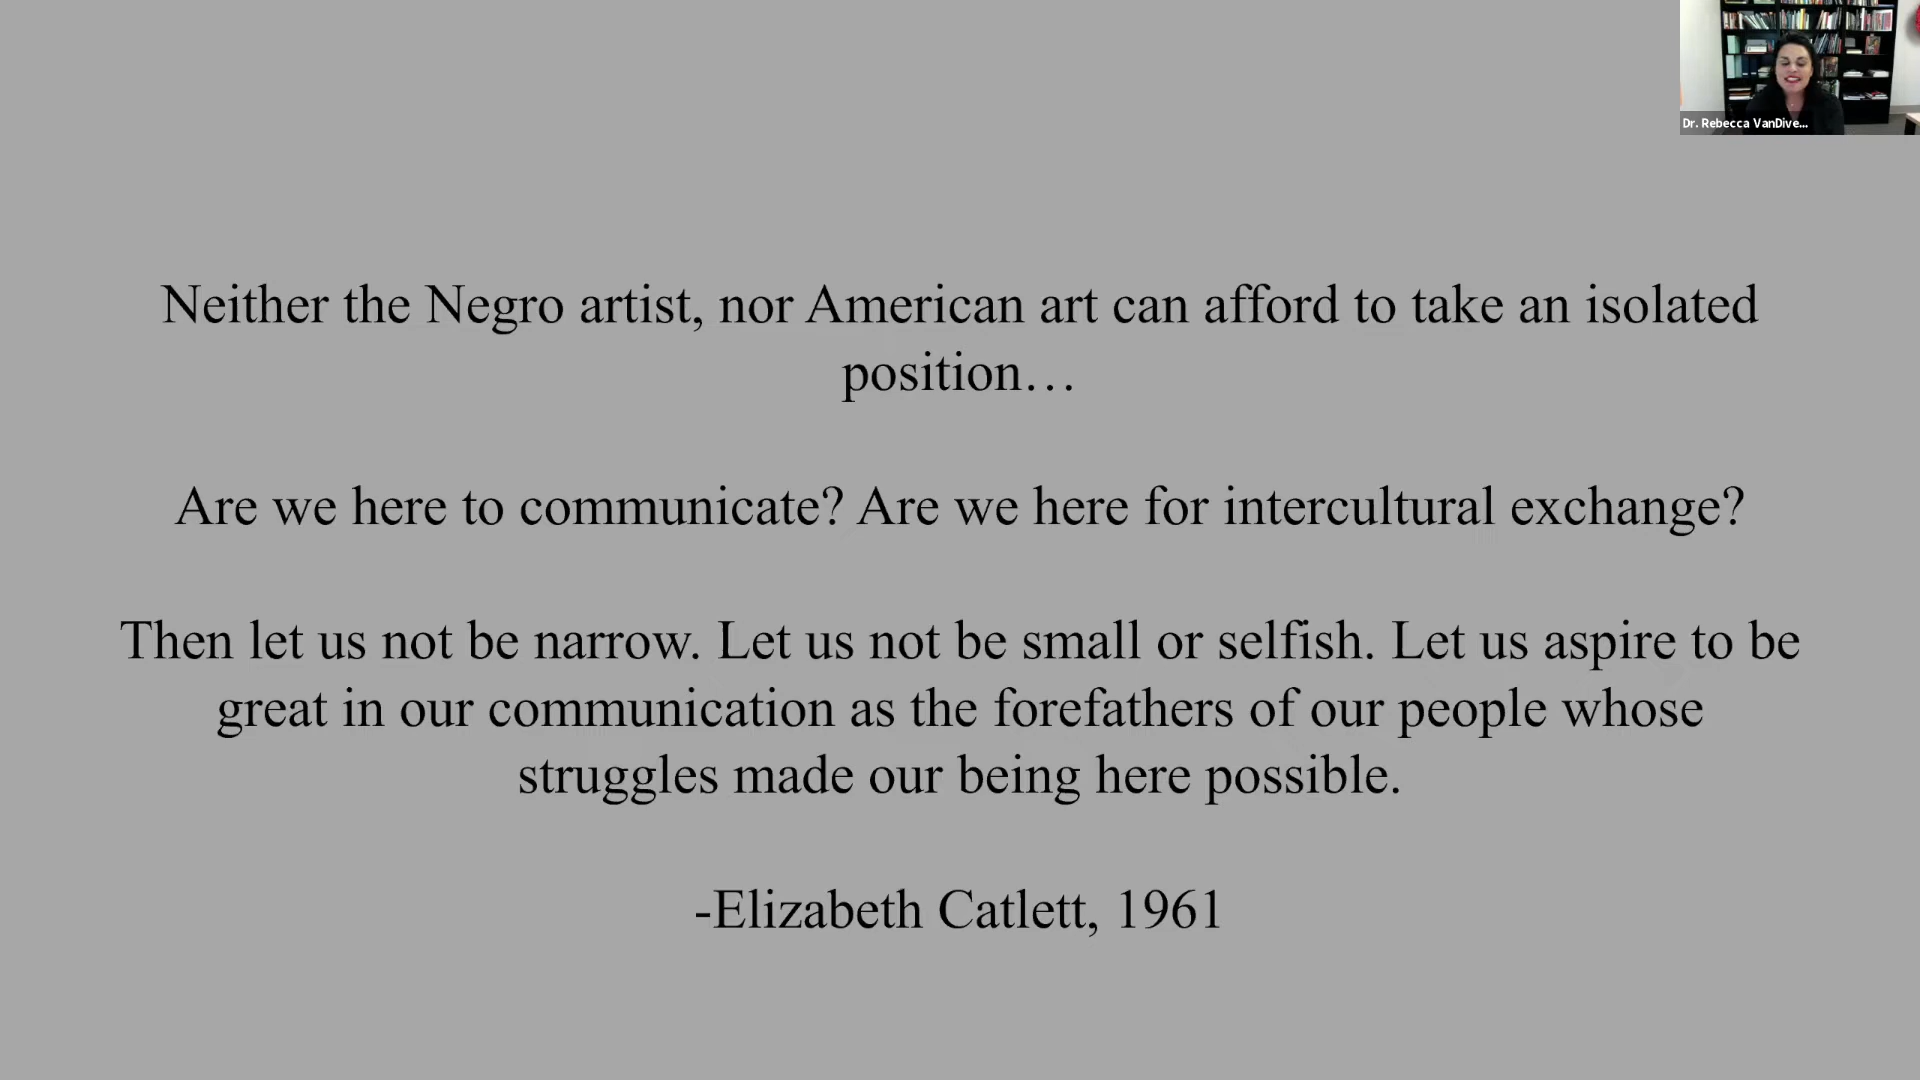 Dr. Rebecca VanDive...
Neither the Negro artist, nor American art can afford to take an isolated
position…
Are we here to communicate? Are we here for intercultural exchange?
Then let us not be narrow. Let us not be small or selfish. Let us aspire to be
great in our communication as the forefathers of our people whose
struggles made our being here possible.
-Elizabeth Catlett, 1961